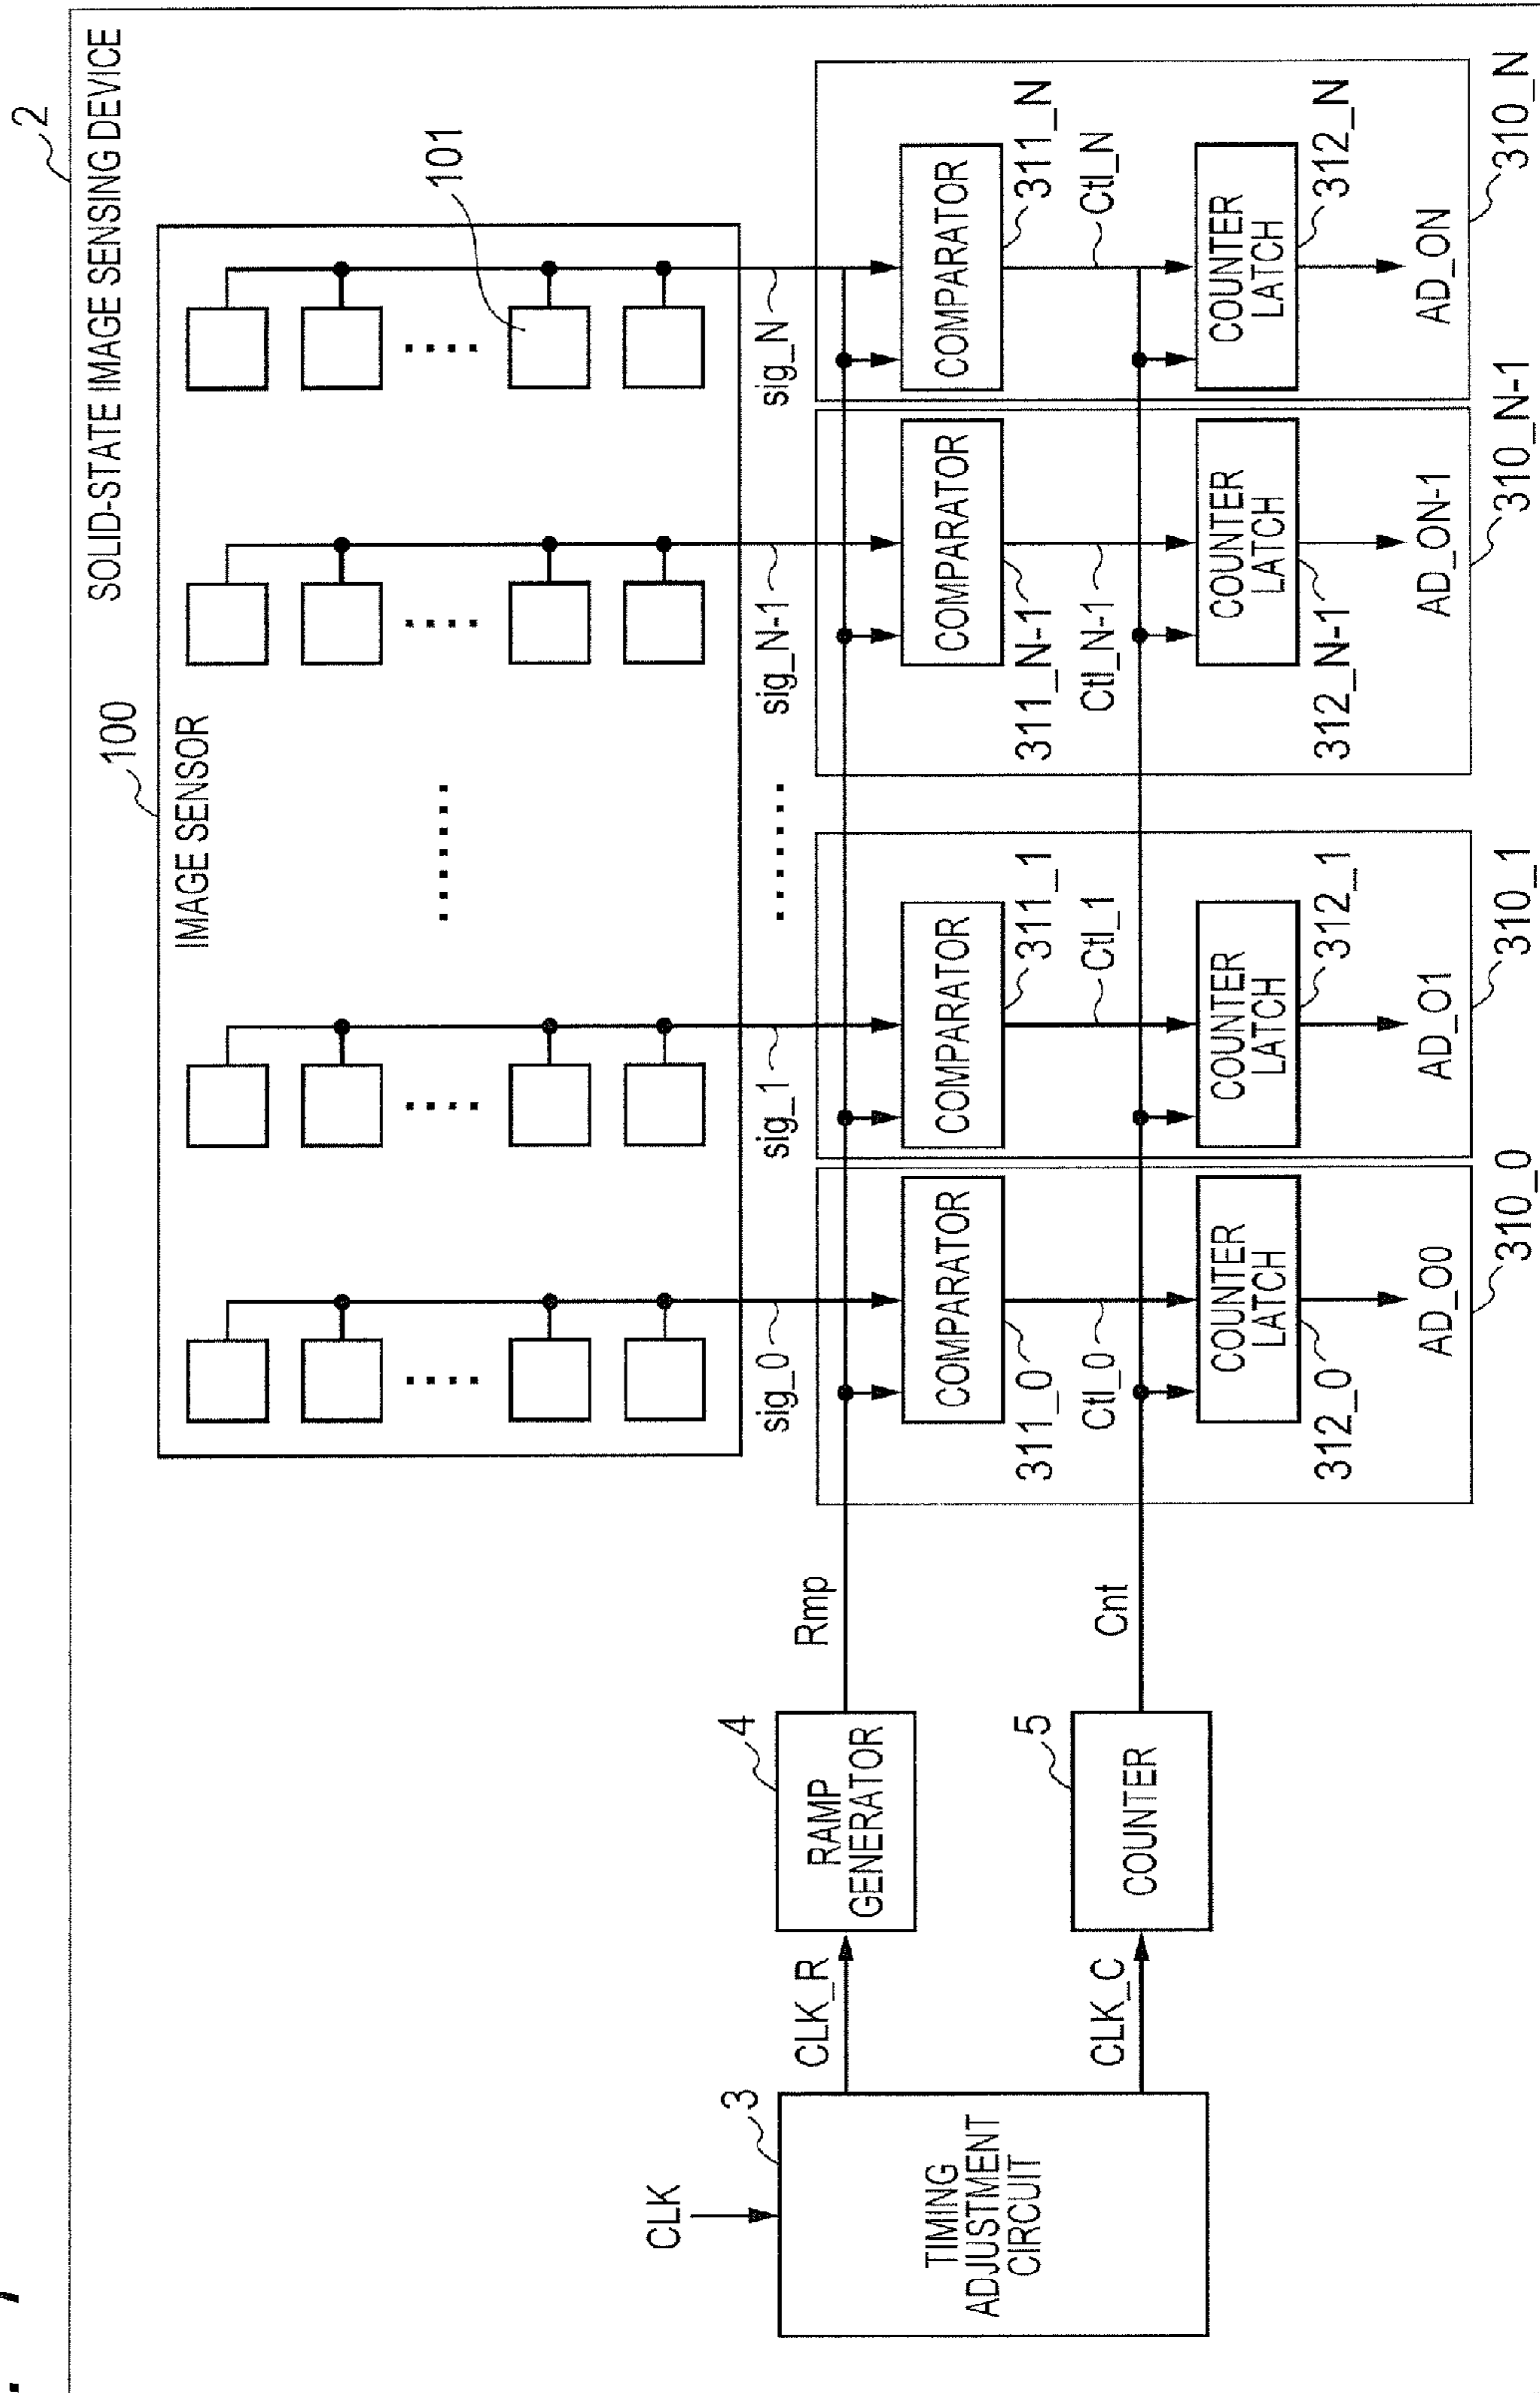 2
SOLID-STATE IMAGE SENSING DEVICE
100
IMAGE SENSOR
101
sig_0
sig_1
sig_N-1
sig_N
CLK
3
TIMING
ADJUSTMENT
CIRCUIT
CLK_R
CLK_C
4
RAMP
GENERATOR
5
COUNTER
Rmp
Cnt
COMPARATOR
311_0
Ctl_0
COUNTER
LATCH
312_0
AD_O0
310_0
COMPARATOR
311_1
Ctl_1
COUNTER
LATCH
312_1
AD_O1
310_1
COMPARATOR
311_N-1
Ctl_N-1
COUNTER
LATCH
312_N-1
AD_ON-1
310_N-1
COMPARATOR
311_N
Ctl_N
COUNTER
LATCH
312_N
AD_ON
310_N